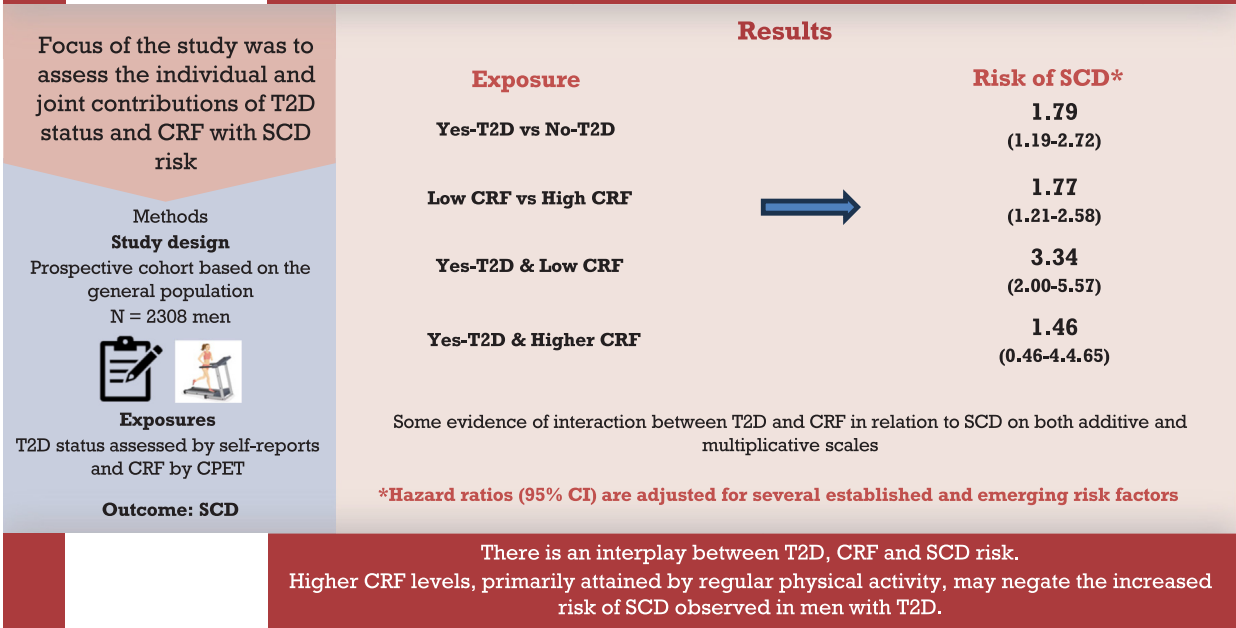 Focus of the study was to
assess the individual and
joint contributions of T2D
status and CRF with SCD
risk
Methods
Study design
Prospective cohort based on the
general population
N = 2308 men
Exposures
T2D status assessed by self-reports
and CRF by CPET
Outcome: SCD
Results
Exposure
Risk of SCD*
Yes-T2D vs No-T2D
1.79
(1.19-2.72)
Low CRF vs High CRF
1.77
(1.21-2.58)
Yes-T2D & Low CRF
3.34
(2.00-5.57)
Yes-T2D & Higher CRF
1.46
(0.46-4.4.65)
Some evidence of interaction between T2D and CRF in relation to SCD on both additive and
multiplicative scales
*Hazard ratios (95% CI) are adjusted for several established and emerging risk factors
There is an interplay between T2D, CRF and SCD risk.
Higher CRF levels, primarily attained by regular physical activity, may negate the increased
risk of SCD observed in men with T2D.